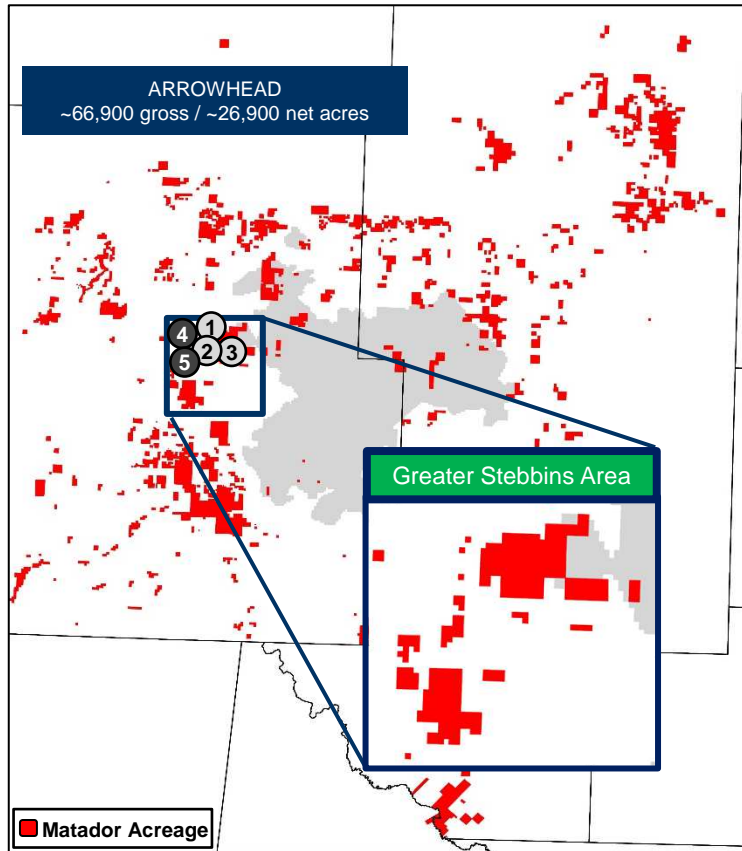 ARROWHEAD
~66,900 gross / ~26,900 net acres
1
4
2
3
5
Greater Stebbins Area
Matador Acreage